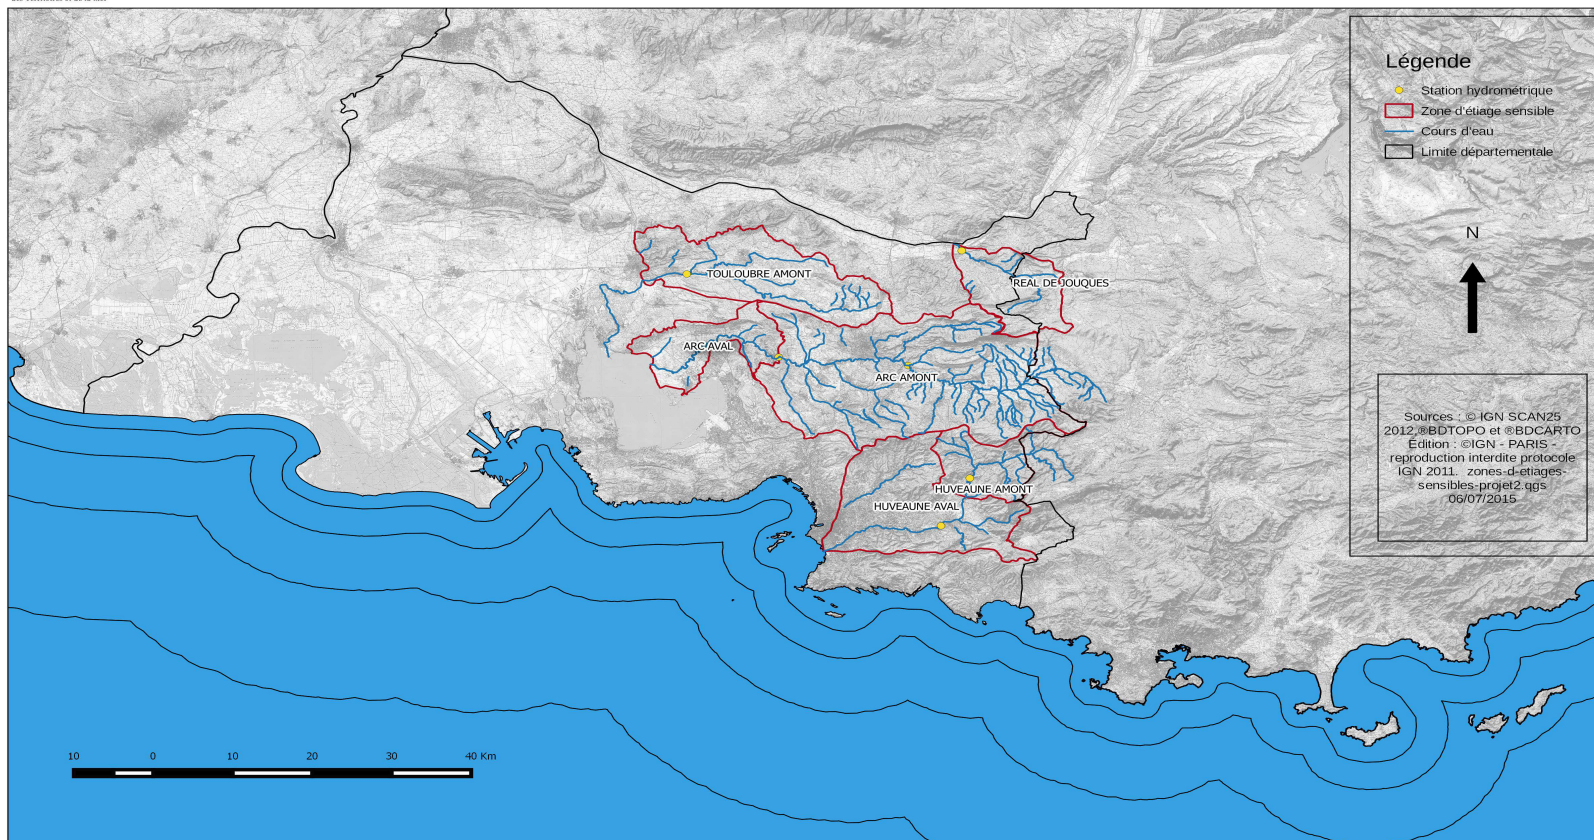 Légende
Station hydrométrique
Zone d'étiage sensible
Cours d'eau
Limite départementale
N
TOULOUBRE AMONT
REAL DE JOUQUES
ARC AVAL
ARC AMONT
HUVEAUNE AMONT
HUVEAUNE AVAL
Sources : © IGN SCAN25
2012,®BDTOPO et ®BDCARTO
Édition : ©IGN - PARIS -
reproduction interdite protocole
IGN 2011. zones-d-etiages-
sensibles-projet2.qgs
06/07/2015
10 0 10 20 30 40 Km